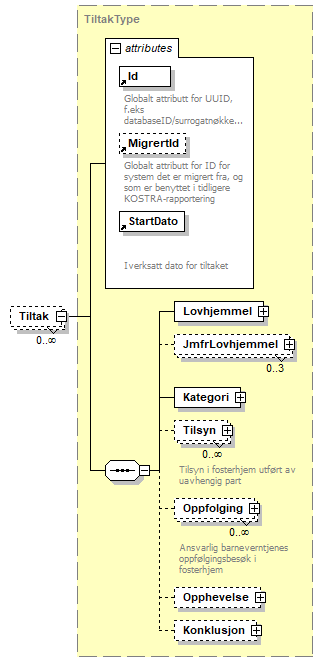 TiltakType
attributes
Id
Globalt attributt for UUID,
f.eks
databaseID/surrogatnøkke...
MigrertId
Globalt attributt for ID for
system det er migrert fra, og
som er benyttet i tidligere
KOSTRA-rapportering
StartDato
Iverksatt dato for tiltaket
Tiltak
0..∞
Lovhjemmel
JmfrLovhjemmel
0..3
Kategori
Tilsyn
0..∞
Tilsyn i fosterhjem utført av
uavhengig part
Oppfolging
0..∞
Ansvarlig barneverntjenes
oppfølgingsbesøk i
fosterhjem
Opphevelse
Konklusjon